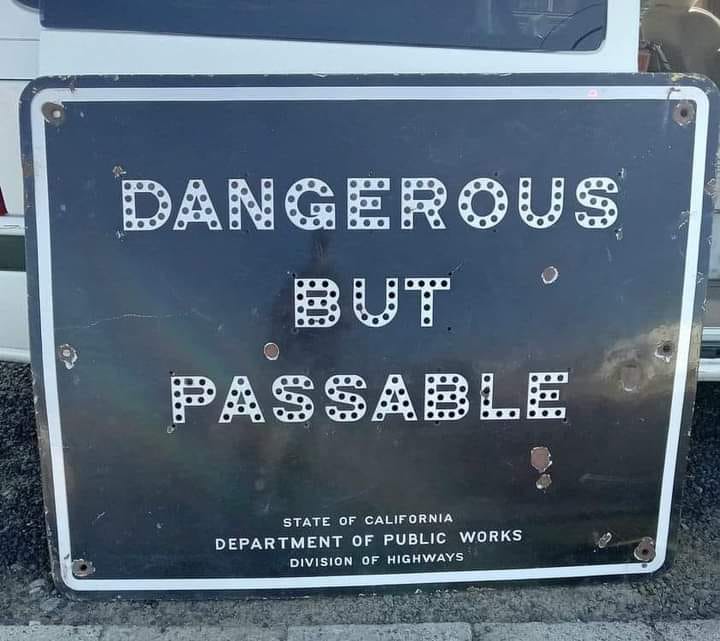 DANGEROUS
BUT
PASSABLE
STATE OF CALIFORNIA
DEPARTMENT OF PUBLIC WORKS
DIVISION OF HIGHWAYS